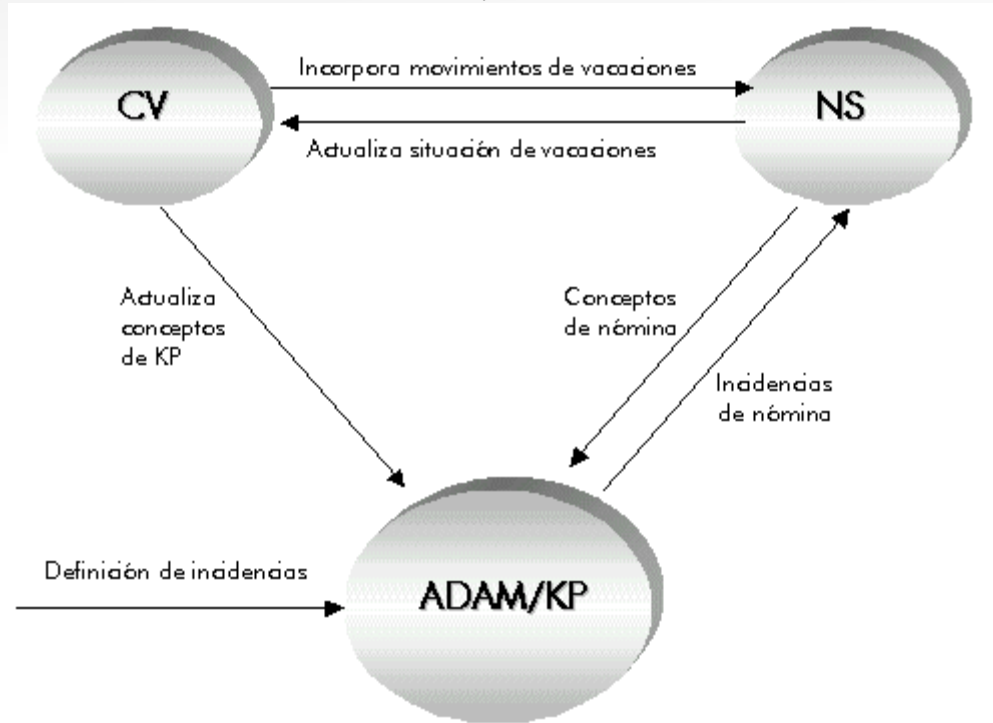 Incorpora movimientos de vacaciones
CV
NS
Actualiza situación de vacaciones
Actualiza
conceptos
de KP
Conceptos
de nómina
Incidencias
de nómina
Definición de incidencias
ADAM/KP